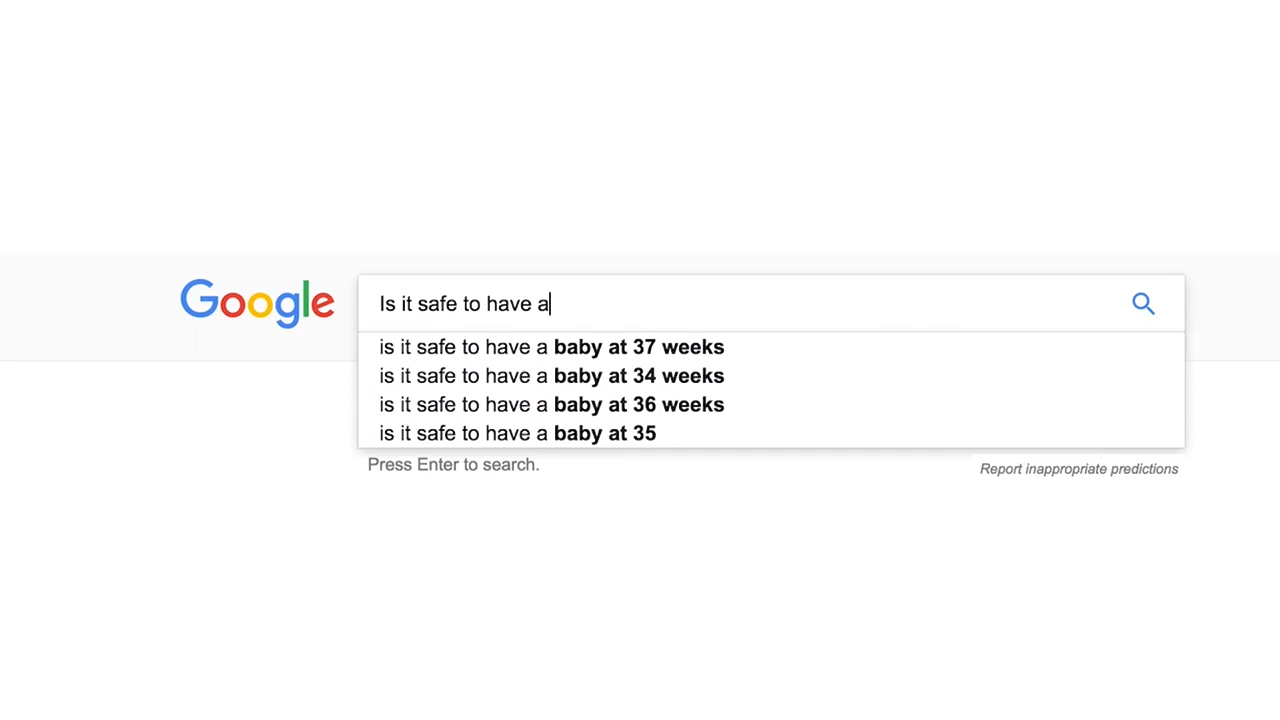 Google
Is it safe to have a
is it safe to have a baby at 37 weeks
is it safe to have a baby at 34 weeks
is it safe to have a baby at 36 weeks
is it safe to have a baby at 35
Press Enter to search.
Report inappropriate predictions